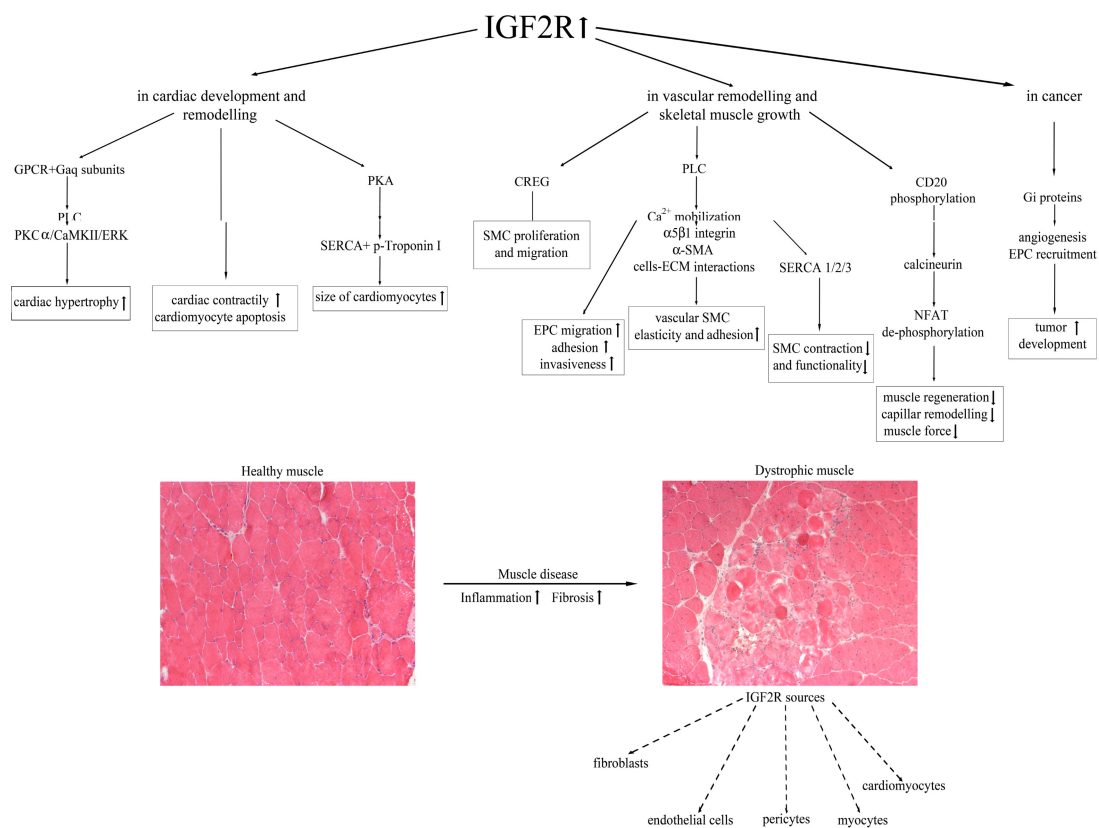 IGF2R↑
in cardiac development and
remodelling
GPCR+Gaq subunits
PLC
PKC α/CaMKII/ERK
cardiac hypertrophy↑
cardiac contractily ↑
cardiomyocyte apoptosis
PKA
SERCA+ p-Troponin I
size of cardiomyocytes↑
in vascular remodelling and
skeletal muscle growth
CREG
SMC proliferation
and migration
PLC
Ca2+ mobilization
α5β1 integrin
α-SMA
cells-ECM interactions
EPC migration↑
adhesion↑
invasiveness↑
vascular SMC
elasticity and adhesion↑
SERCA 1/2/3
SMC contraction↓
and functionality↓
CD20
phosphorylation
calcineurin
NFAT
de-phosphorylation
muscle regeneration↓
capillar remodelling↓
muscle force↓
in cancer
Gi proteins
angiogenesis
EPC recruitment
tumor ↑
development
Healthy muscle
Muscle disease
Inflammation↑ Fibrosis↑
Dystrophic muscle
IGF2R sources
fibroblasts
endothelial cells
pericytes
myocytes
cardiomyocytes